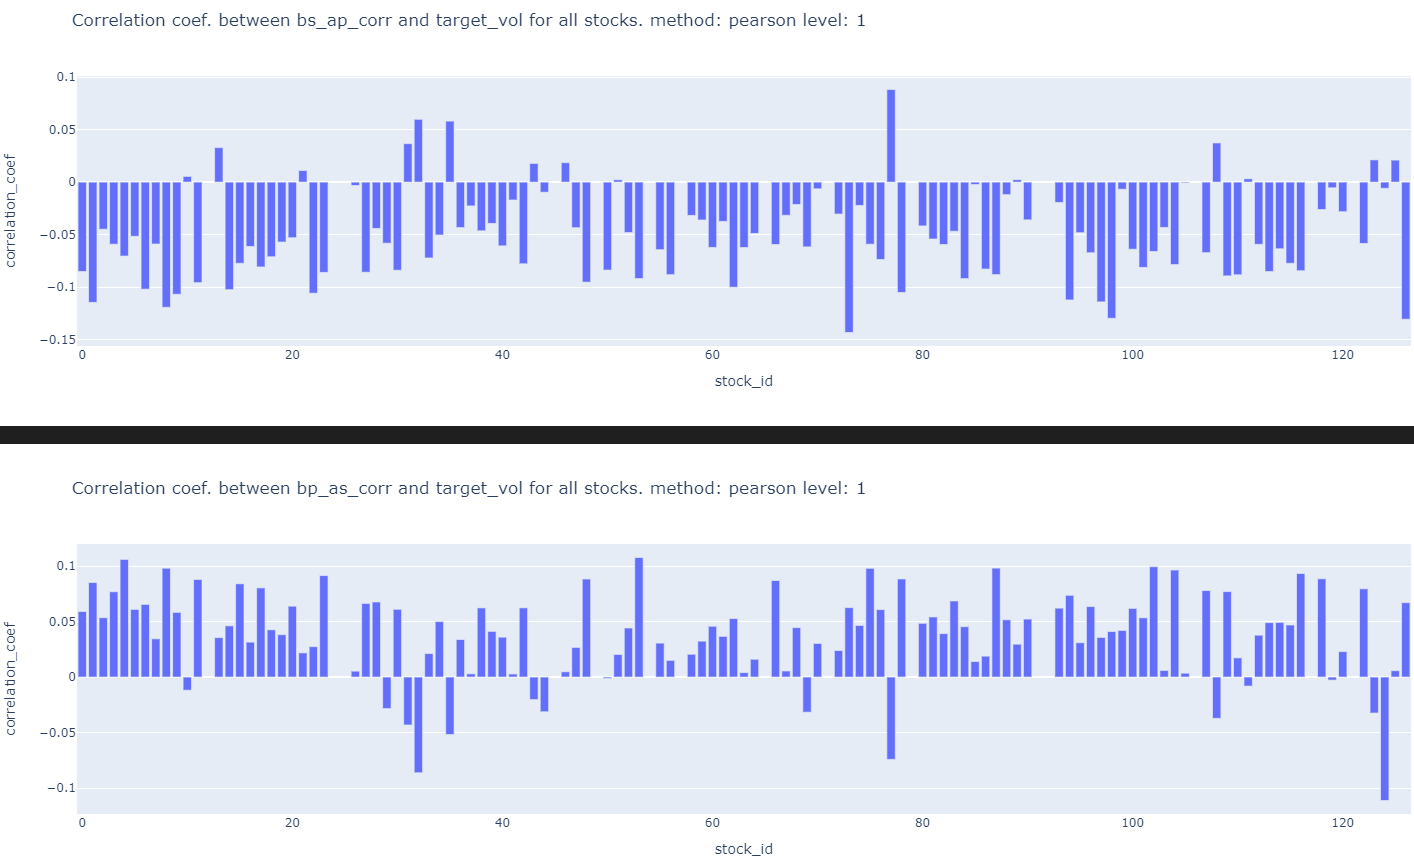 Correlation coef. between bs_ap_corr and target_vol for all stocks. method: pearson level: 1
0.1
0.05
0
−0.05
−0.1
−0.15
correlation_coef
0 20 40 60 80 100 120
stock_id
Correlation coef. between bp_as_corr and target_vol for all stocks. method: pearson level: 1
0.1
0.05
0
−0.05
−0.1
correlation_coef
0 20 40 60 80 100 120
stock_id